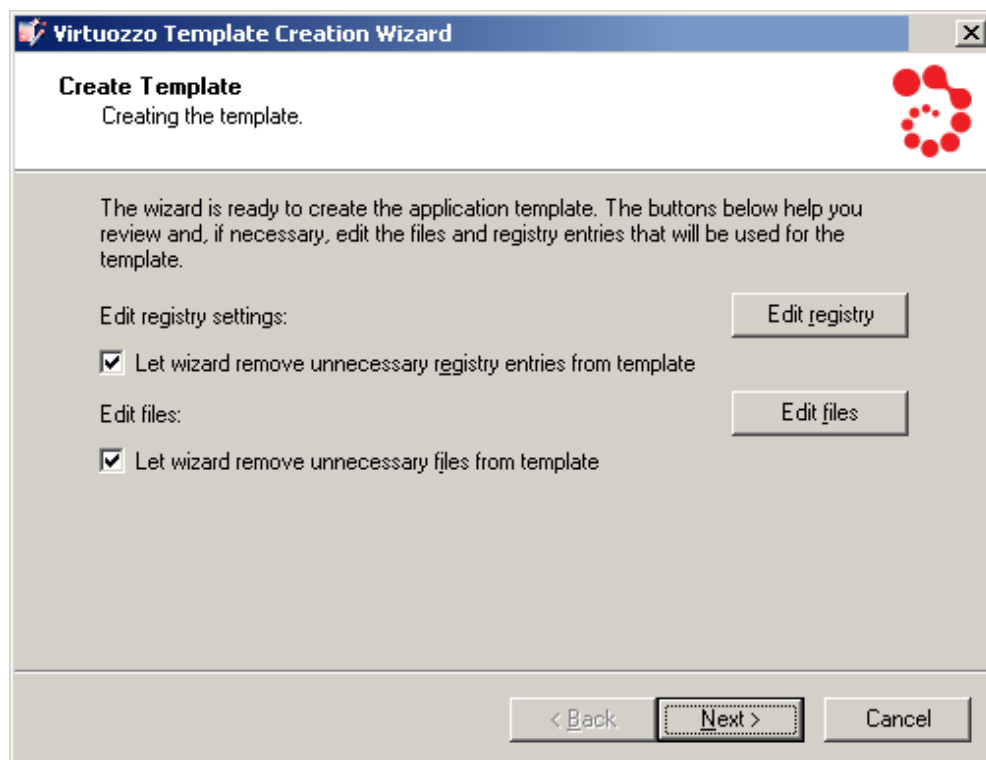 Virtuozzo Template Creation Wizard
Create Template
Creating the template.
The wizard is ready to create the application template. The buttons below help you
review and, if necessary, edit the files and registry entries that will be used for the
template.
Edit registry settings:
Edit registry
Let wizard remove unnecessary registry entries from template
Edit files:
Edit files
Let wizard remove unnecessary files from template
< Back
Next >
Cancel